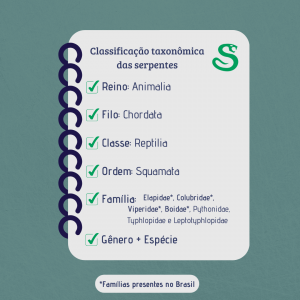 Classificação taxonômica
das serpentes
Reino: Animalia
Filo: Chordata
Classe: Reptilia
Ordem: Squamata
Família: Elapidae*, Colubridae*,
Viperidae*, Boidae*, Pythonidae,
Typhlopidae e Leptotyphlopidae
Gênero + Espécie
*Famílias presentes no Brasil